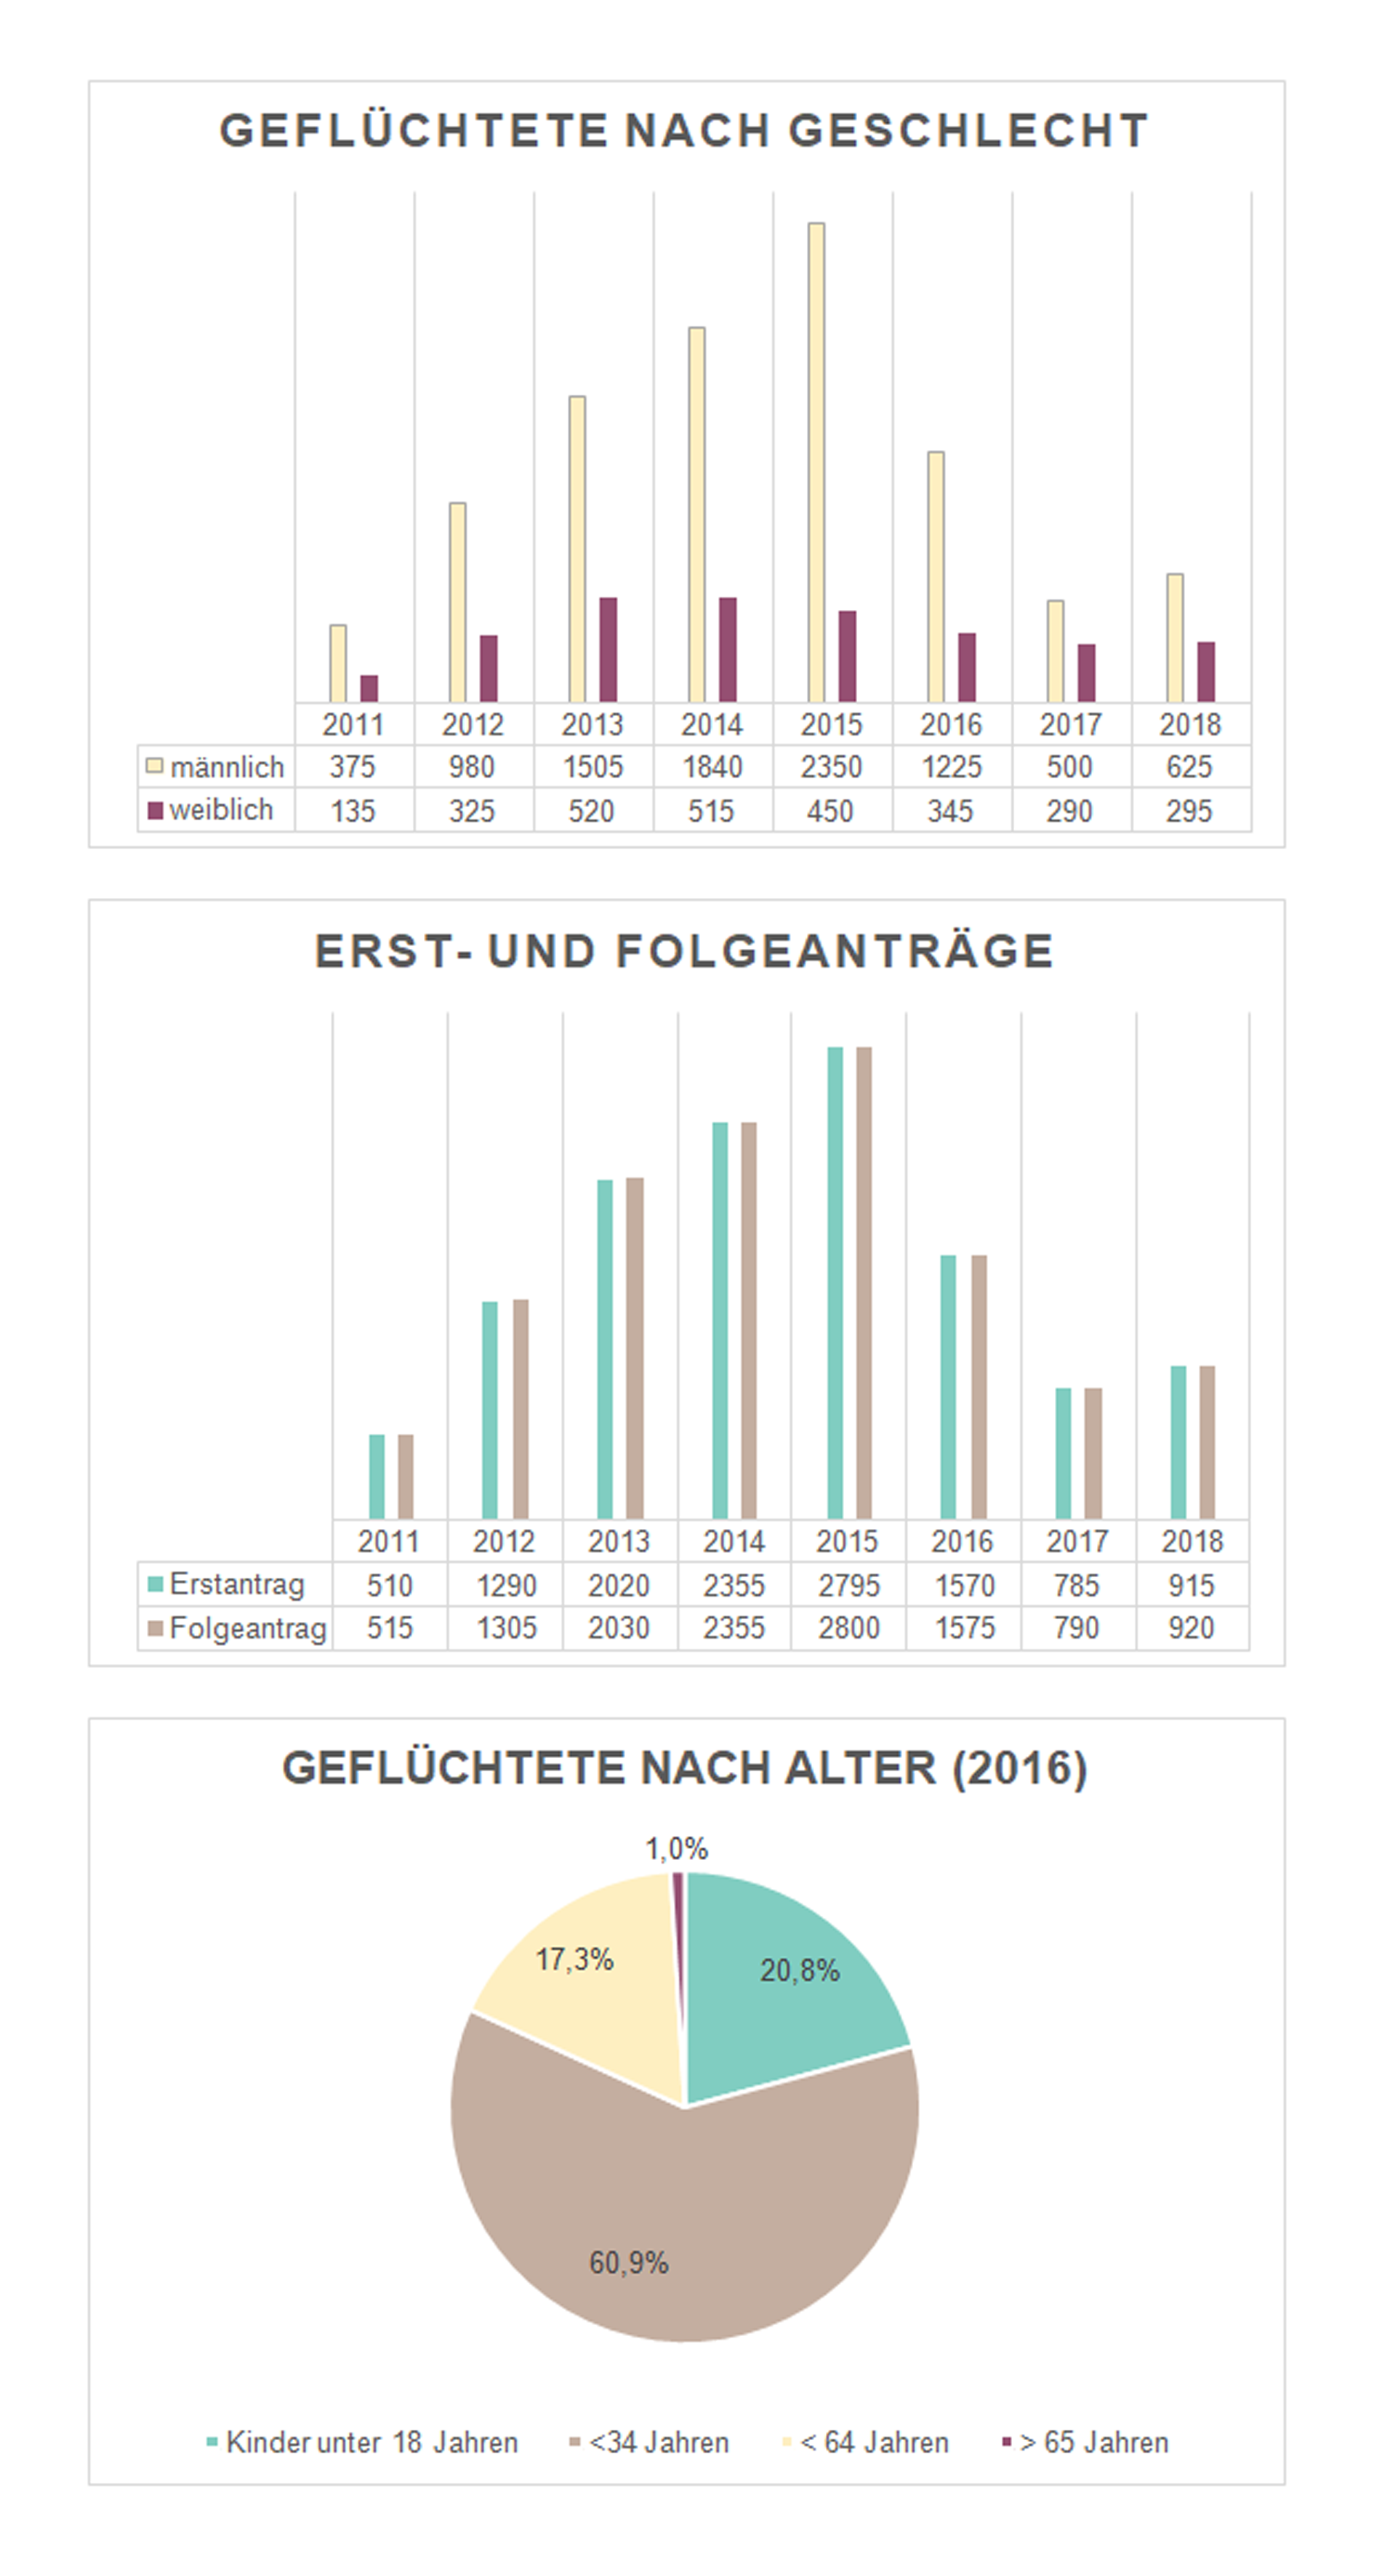 GEFLÜCHTETE NACH GESCHLECHT
2011 2012 2013 2014 2015 2016 2017 2018
männlich 375 980 1505 1840 2350 1225 500 625
weiblich 135 325 520 515 450 345 290 295
ERST- UND FOLGEANTRÄGE
2011 2012 2013 2014 2015 2016 2017 2018
Erstantrag 510 1290 2020 2355 2795 1570 785 915
Folgeantrag 515 1305 2030 2355 2800 1575 790 920
GEFLÜCHTETE NACH ALTER (2016)
1,0%
17,3% 20,8%
60,9%
Kinder unter 18 Jahren <34 Jahren < 64 Jahren > 65 Jahren